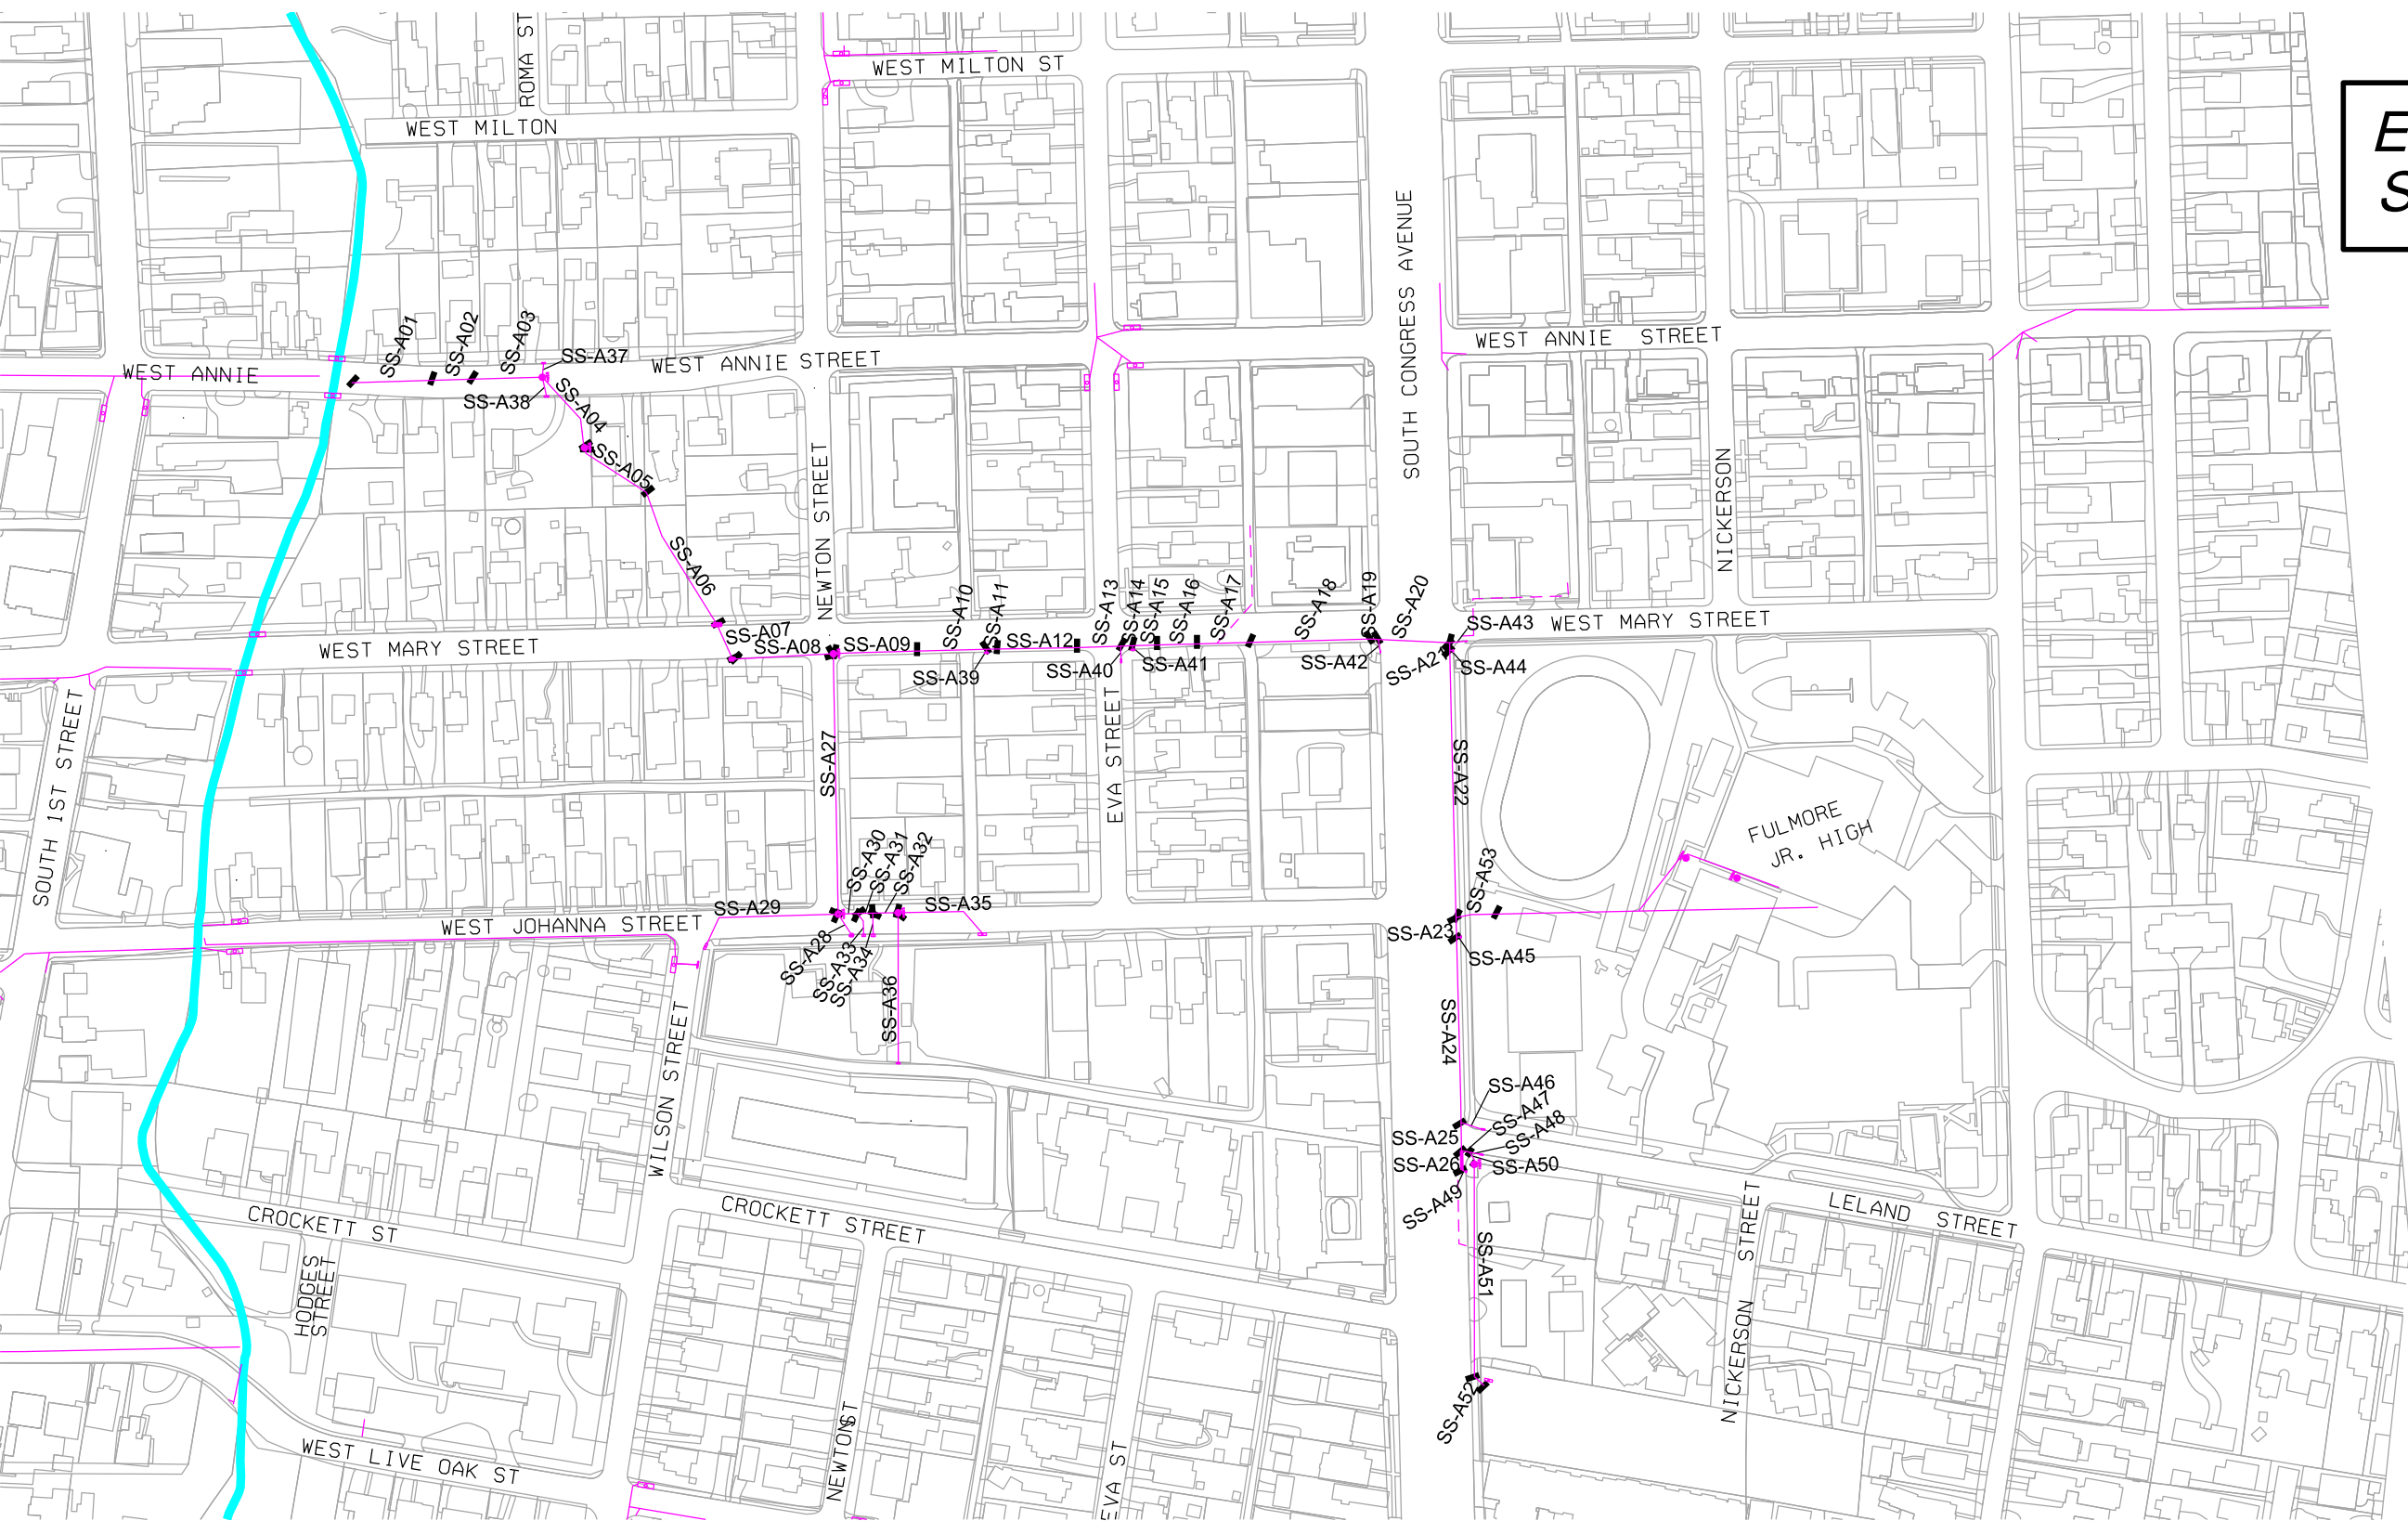 ROMA ST
WEST MILTON ST
WEST MILTON
E
S
SOUTH CONGRESS AVENUE
SS-A01
SS-A02
SS-A03
SS-A37
WEST ANNIE STREET
WEST ANNIE STREET
WEST ANNIE
SS-A38
SS-A04
SS-A05
SS-A06
NEWTON STREET
NICKERSON
SS-A07
SS-A08
SS-A09
SS-A10
SS-A11
SS-A12
SS-A13
SS-A14
SS-A15
SS-A16
SS-A17
SS-A18
SS-A19
SS-A20
SS-A43
WEST MARY STREET
WEST MARY STREET
SS-A39
SS-A40
SS-A41
SS-A42
SS-A21
SS-A44
SOUTH 1ST STREET
SS-A27
EVA STREET
SS-A22
FULMORE
JR. HIGH
SS-A30
SS-A31
SS-A32
SS-A53
SS-A29
SS-A35
WEST JOHANNA STREET
SS-A28
SS-A33
SS-A34
SS-A36
SS-A23
SS-A45
SS-A24
WILSON STREET
SS-A46
SS-A47
SS-A48
SS-A25
SS-A26
SS-A50
SS-A49
CROCKETT ST
CROCKETT STREET
LELAND STREET
NICKERSON STREET
HODGES
STREET
SS-A51
SS-A52
NEWTON ST
EVA ST
WEST LIVE OAK ST